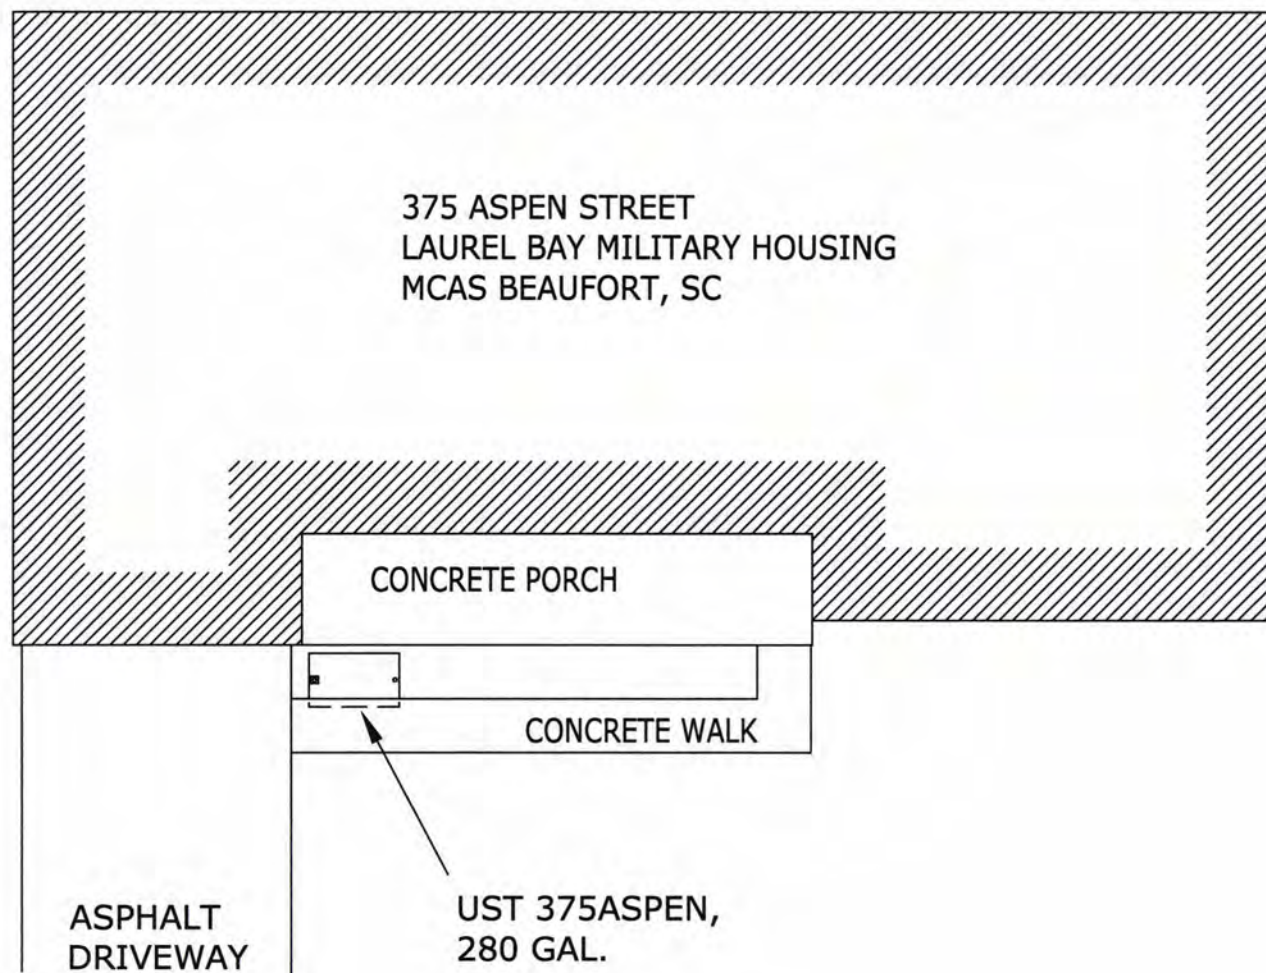 375 ASPEN STREET
LAUREL BAY MILITARY HOUSING
MCAS BEAUFORT, SC
CONCRETE PORCH
CONCRETE WALK
UST 375ASPEN,
280 GAL.
ASPHALT
DRIVEWAY